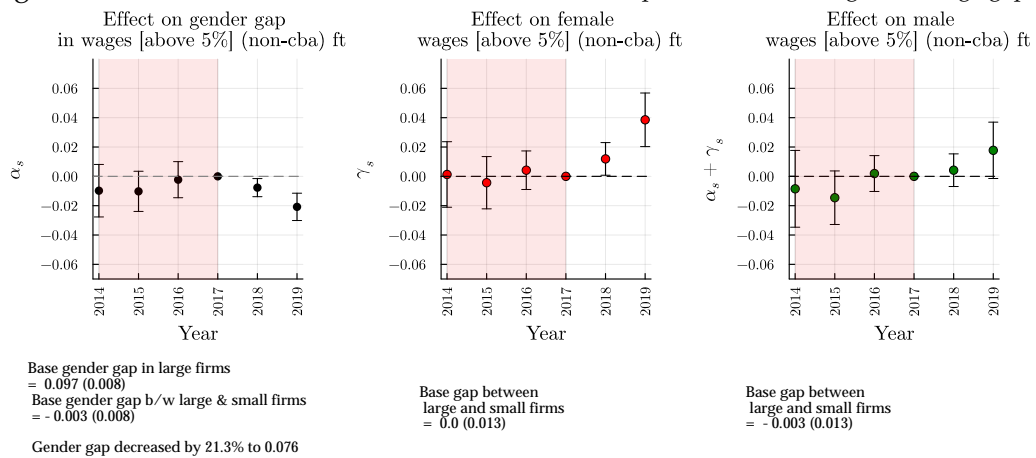 Effect on gender gap
in wages [above 5%] (non-cba) ft
0.06
0.04
0.02
0.00
−0.02
−0.04
−0.06
α_s
2014
2015
2016
2017
2018
2019
Year
Base gender gap in large firms
= 0.097 (0.008)
Base gender gap b/w large & small firms
= - 0.003 (0.008)
Gender gap decreased by 21.3% to 0.076
Effect on female
wages [above 5%] (non-cba) ft
0.06
0.04
0.02
0.00
−0.02
−0.04
−0.06
γ_s
2014
2015
2016
2017
2018
2019
Year
Base gap between
large and small firms
= 0.0 (0.013)
Effect on male
wages [above 5%] (non-cba) ft
0.06
0.04
0.02
0.00
−0.02
−0.04
−0.06
α_s + γ_s
2014
2015
2016
2017
2018
2019
Year
Base gap between
large and small firms
= - 0.003 (0.013)